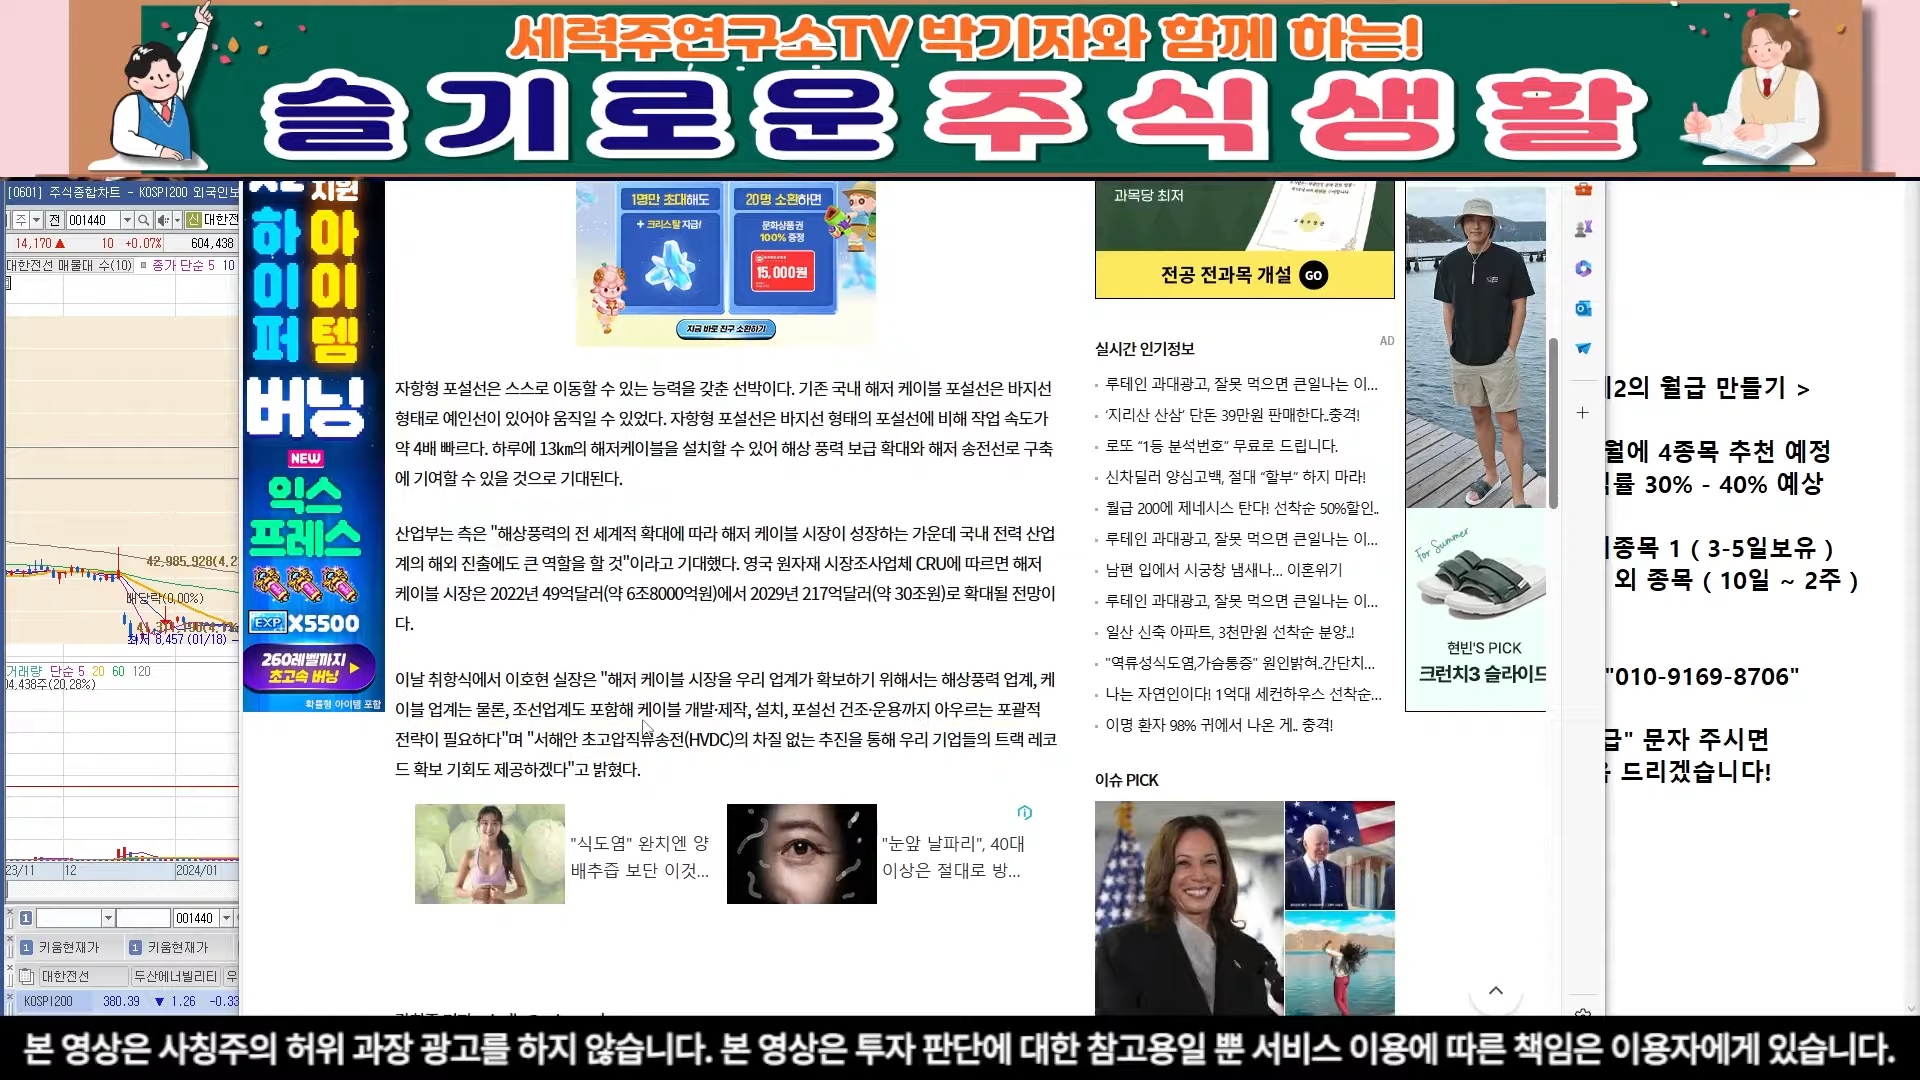 세력주연구소TV 박기자와 함께 하는!
슬기로운 주식생활
[0601] 주식종합차트 - KOSPI200 외국인보
주
전
001440
신
대한전
14,170 ▲ 10 +0.07% 604,438
대한전선 매물대 수(10) 종가 단순 5 10
42,985,928(4.2
배당락(0.00%)
최저 8,457 (01/18)
거래량 단순 5 20 60 120
04,438주(20.28%)
23/11 12 2024/01
1
001440
1 키움현재가 1 키움현재가
대한전선 두산에너빌리티 우
KOSPI200 380.39 ▼ 1.26 -0.33
지원
하이퍼
아이템
버닝
NEW
익스
프레스
EXP X5500
260레벨까지
초고속 버닝
확률형 아이템 포함
1명만 초대해도
+ 크리스탈 지급!
20명 소환하면
문화상품권
100% 증정
15,000원
지금 바로 친구 소환하기
자항형 포설선은 스스로 이동할 수 있는 능력을 갖춘 선박이다. 기존 국내 해저 케이블 포설선은 바지선
형태로 예인선이 있어야 움직일 수 있었다. 자항형 포설선은 바지선 형태의 포설선에 비해 작업 속도가
약 4배 빠르다. 하루에 13㎞의 해저케이블을 설치할 수 있어 해상 풍력 보급 확대와 해저 송전선로 구축
에 기여할 수 있을 것으로 기대된다.
산업부는 측은 "해상풍력의 전 세계적 확대에 따라 해저 케이블 시장이 성장하는 가운데 국내 전력 산업
계의 해외 진출에도 큰 역할을 할 것"이라고 기대했다. 영국 원자재 시장조사업체 CRU에 따르면 해저
케이블 시장은 2022년 49억달러(약 6조8000억원)에서 2029년 217억달러(약 30조원)로 확대될 전망이
다.
이날 취항식에서 이호현 실장은 "해저 케이블 시장을 우리 업계가 확보하기 위해서는 해상풍력 업계, 케
이블 업계는 물론, 조선업계도 포함해 케이블 개발·제작, 설치, 포설선 건조·운용까지 아우르는 포괄적
전략이 필요하다"며 "서해안 초고압직류송전(HVDC)의 차질 없는 추진을 통해 우리 기업들의 트랙 레코
드 확보 기회도 제공하겠다"고 밝혔다.
"식도염" 완치엔 양
배추즙 보단 이것...
"눈앞 날파리", 40대
이상은 절대로 방...
과목당 최저
전공 전과목 개설 GO
AD
실시간 인기정보
루테인 과대광고, 잘못 먹으면 큰일나는 이...
'지리산 산삼' 단돈 39만원 판매한다..충격!
로또 "1등 분석번호" 무료로 드립니다.
신차딜러 양심고백, 절대 "할부" 하지 마라!
월급 200에 제네시스 탄다! 선착순 50%할인..
루테인 과대광고, 잘못 먹으면 큰일나는 이...
남편 입에서 시궁창 냄새나... 이혼위기
루테인 과대광고, 잘못 먹으면 큰일나는 이...
일산 신축 아파트, 3천만원 선착순 분양..!
"역류성식도염,가슴통증" 원인밝혀..간단치...
나는 자연인이다! 1억대 세컨하우스 선착순...
이명 환자 98% 귀에서 나온 게.. 충격!
이슈 PICK
For Summer
현빈'S PICK
크런치3 슬라이드
2의 월급 만들기 >
월에 4종목 추천 예정
률 30% - 40% 예상
종목 1 ( 3-5일보유 )
외 종목 ( 10일 ~ 2주 )
"010-9169-8706"
급" 문자 주시면
드리겠습니다!
본 영상은 사칭주의 허위 과장 광고를 하지 않습니다. 본 영상은 투자 판단에 대한 참고용일 뿐 서비스 이용에 따른 책임은 이용자에게 있습니다.